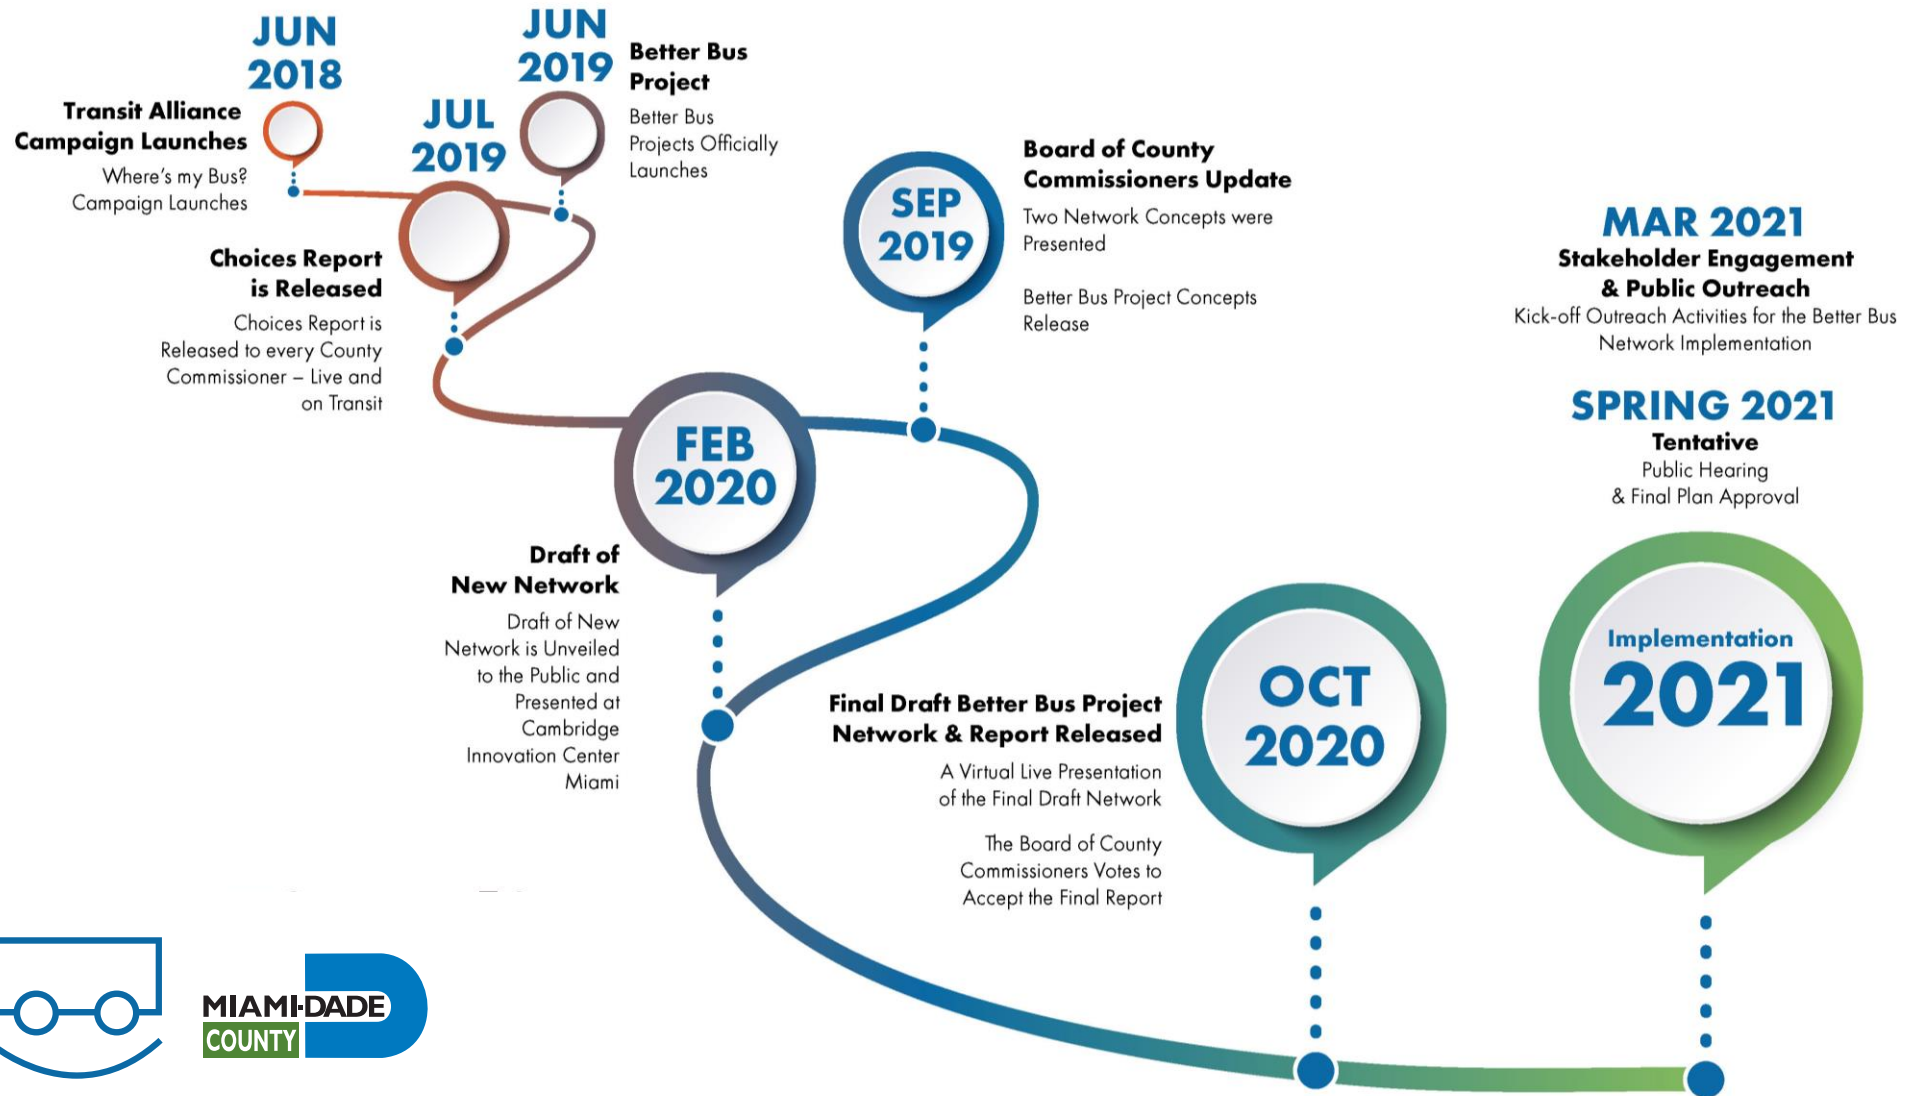 JUN
2018
Transit Alliance
Campaign Launches
Where's my Bus?
Campaign Launches
JUN
2019
Better Bus
Project
Better Bus
Projects Officially
Launches
JUL
2019
Choices Report
is Released
Choices Report is
Released to every County
Commissioner – Live and
on Transit
SEP
2019
Board of County
Commissioners Update
Two Network Concepts were
Presented
Better Bus Project Concepts
Release
FEB
2020
Draft of
New Network
Draft of New
Network is Unveiled
to the Public and
Presented at
Cambridge
Innovation Center
Miami
OCT
2020
Final Draft Better Bus Project
Network & Report Released
A Virtual Live Presentation
of the Final Draft Network
The Board of County
Commissioners Votes to
Accept the Final Report
MAR 2021
Stakeholder Engagement
& Public Outreach
Kick-off Outreach Activities for the Better Bus
Network Implementation
SPRING 2021
Tentative
Public Hearing
& Final Plan Approval
Implementation
2021
MIAMI-DADE
COUNTY